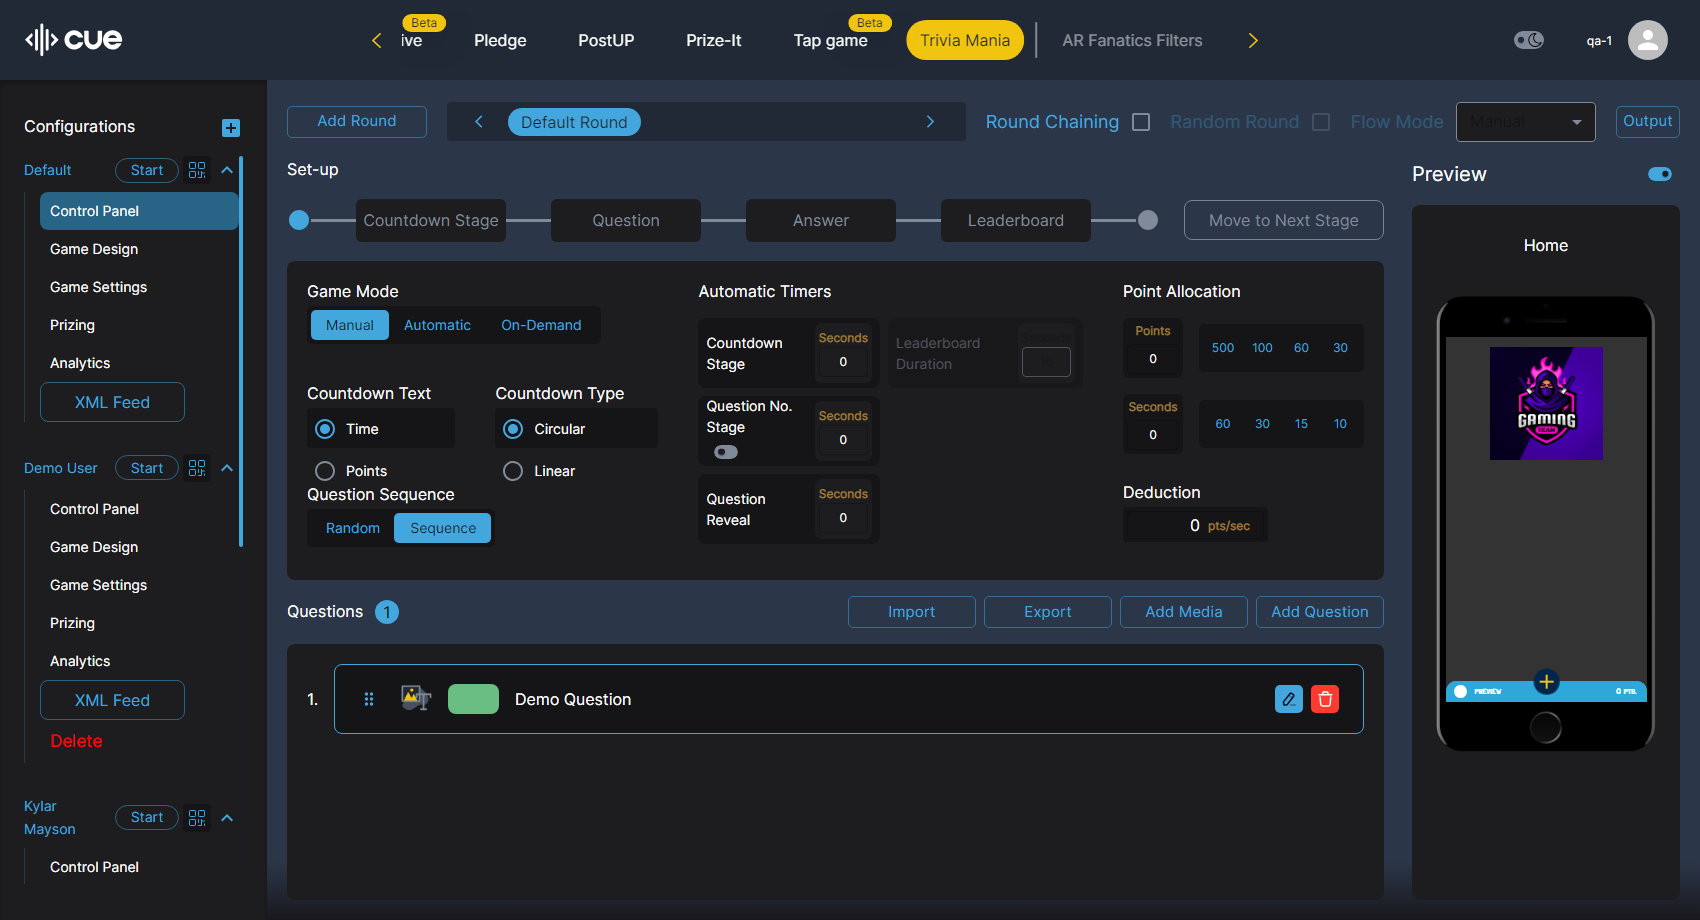 cue
ive
Beta
Pledge
PostUP
Prize-It
Tap game
Beta
Trivia Mania
AR Fanatics Filters
qa-1
Configurations
Default
Start
Control Panel
Game Design
Game Settings
Prizing
Analytics
XML Feed
Demo User
Start
Control Panel
Game Design
Game Settings
Prizing
Analytics
XML Feed
Delete
Kylar
Mayson
Start
Control Panel
Add Round
Default Round
Round Chaining
Random Round
Flow Mode
Manual
Output
Set-up
Countdown Stage
Question
Answer
Leaderboard
Move to Next Stage
Game Mode
Manual
Automatic
On-Demand
Countdown Text
Time
Points
Countdown Type
Circular
Linear
Question Sequence
Random
Sequence
Automatic Timers
Countdown
Stage
Seconds
0
Leaderboard
Duration
Question No.
Stage
Seconds
0
Question
Reveal
Seconds
0
Point Allocation
Points
0
500
100
60
30
Seconds
0
60
30
15
10
Deduction
0 pts/sec
Questions 1
Import
Export
Add Media
Add Question
1.
Demo Question
Preview
Home
GAMING
TEAM
PREVIEW
0 PTS.